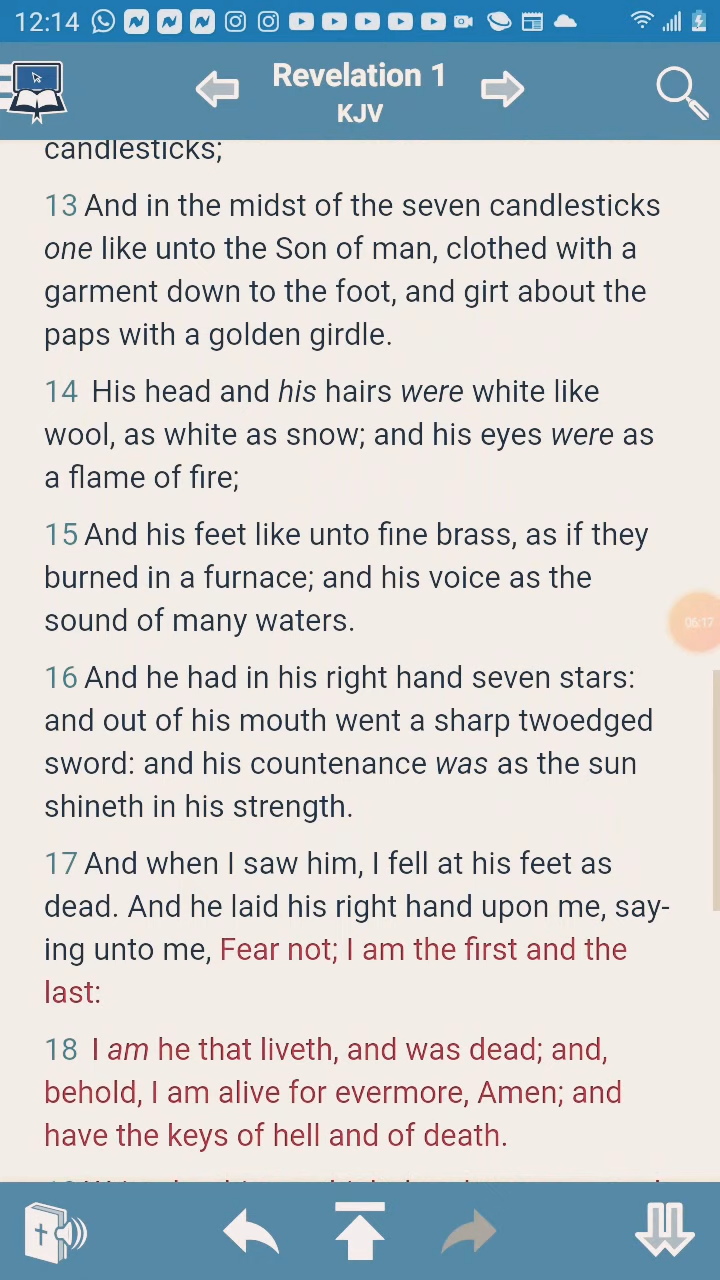 12:14
Revelation 1
KJV
candlesticks;
13 And in the midst of the seven candlesticks
one like unto the Son of man, clothed with a
garment down to the foot, and girt about the
paps with a golden girdle.
14 His head and his hairs were white like
wool, as white as snow; and his eyes were as
a flame of fire;
15 And his feet like unto fine brass, as if they
burned in a furnace; and his voice as the
sound of many waters.
06:17
16 And he had in his right hand seven stars:
and out of his mouth went a sharp twoedged
sword: and his countenance was as the sun
shineth in his strength.
17 And when I saw him, I fell at his feet as
dead. And he laid his right hand upon me, say-
ing unto me, Fear not; I am the first and the
last:
18 I am he that liveth, and was dead; and,
behold, I am alive for evermore, Amen; and
have the keys of hell and of death.